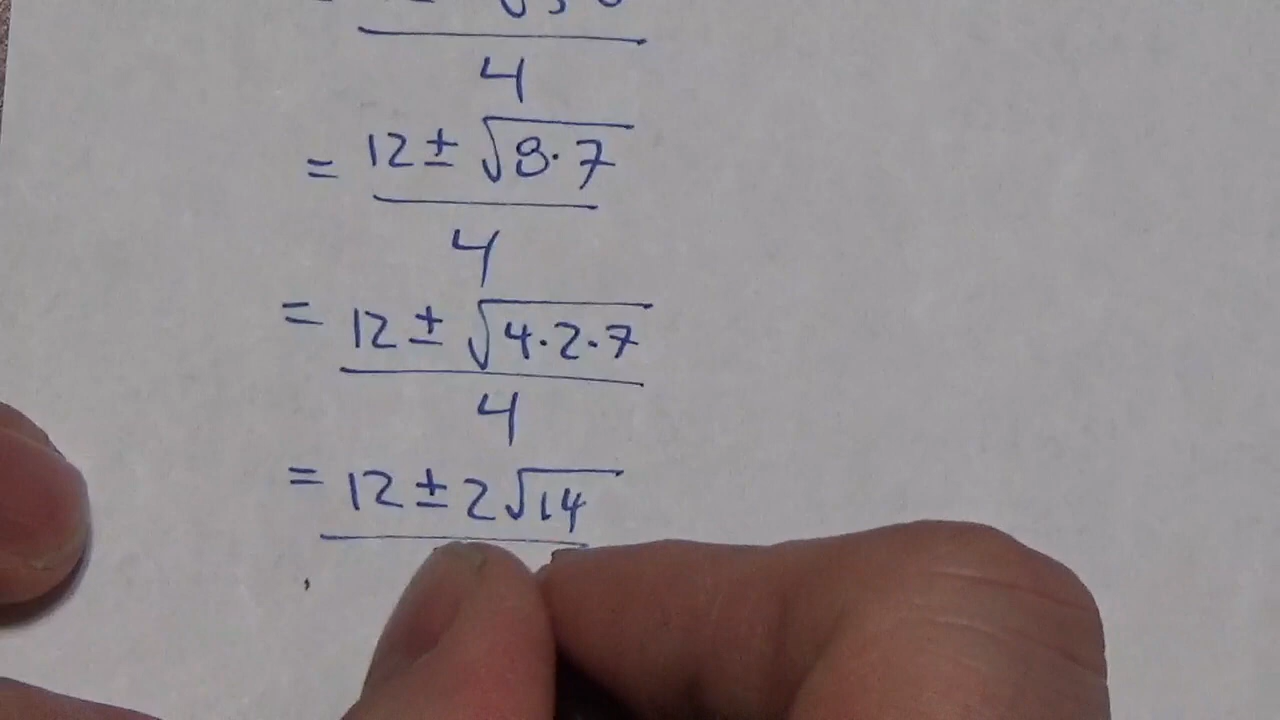 4
= 12 ± √8·7
4
= 12 ± √4·2·7
4
= 12 ± 2√14